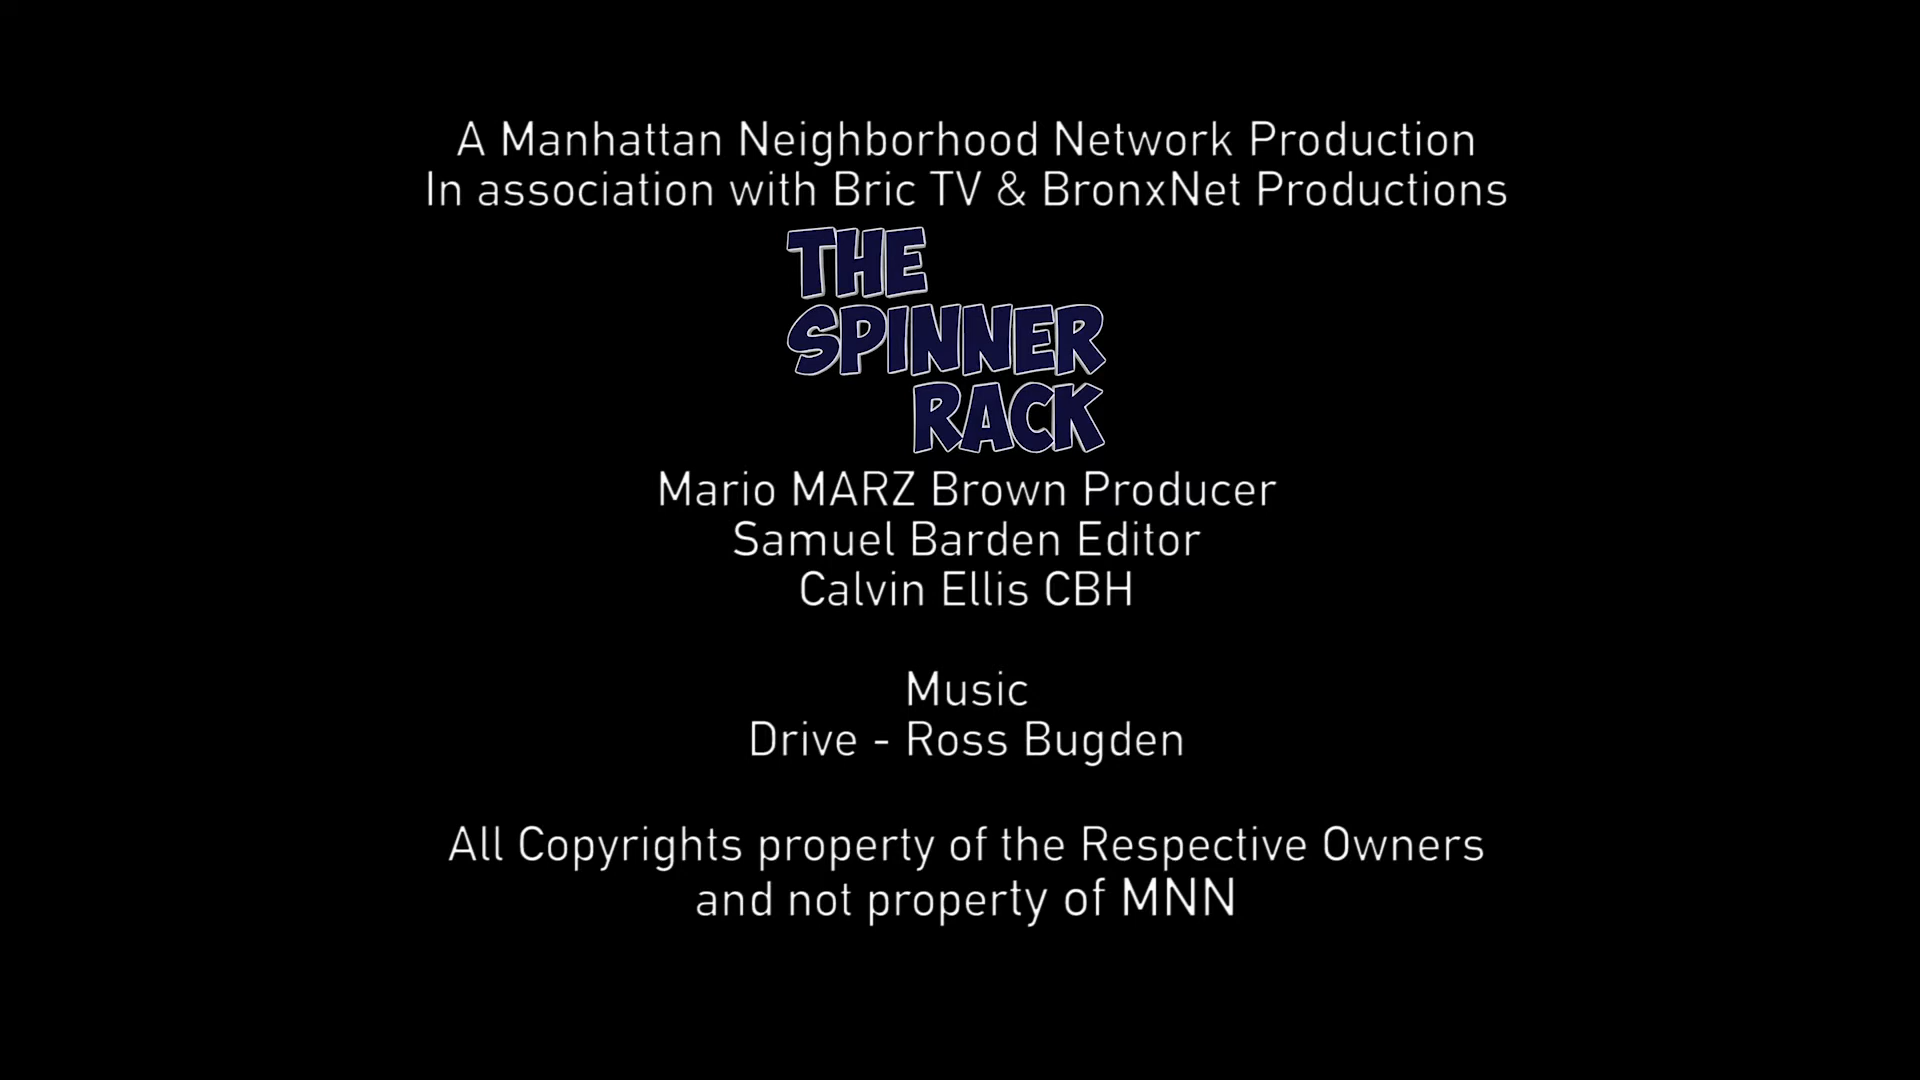 A Manhattan Neighborhood Network Production
In association with Bric TV & BronxNet Productions
THE
SPINNER
RACK
Mario MARZ Brown Producer
Samuel Barden Editor
Calvin Ellis CBH
Music
Drive - Ross Bugden
All Copyrights property of the Respective Owners
and not property of MNN